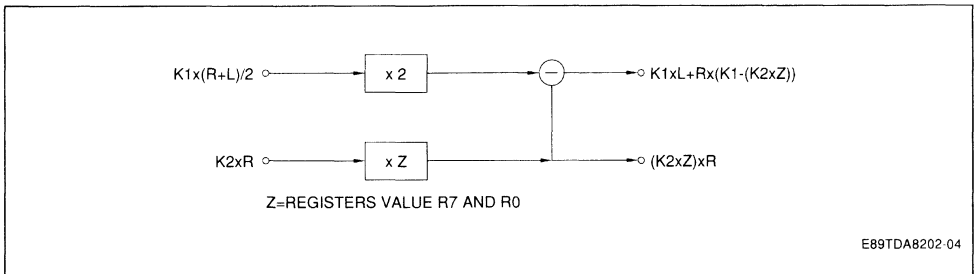 K1x(R+L)/2
x 2
−
K1xL+Rx(K1-(K2xZ))
K2xR
x Z
(K2xZ)xR
Z=REGISTERS VALUE R7 AND R0
E89TDA8202-04